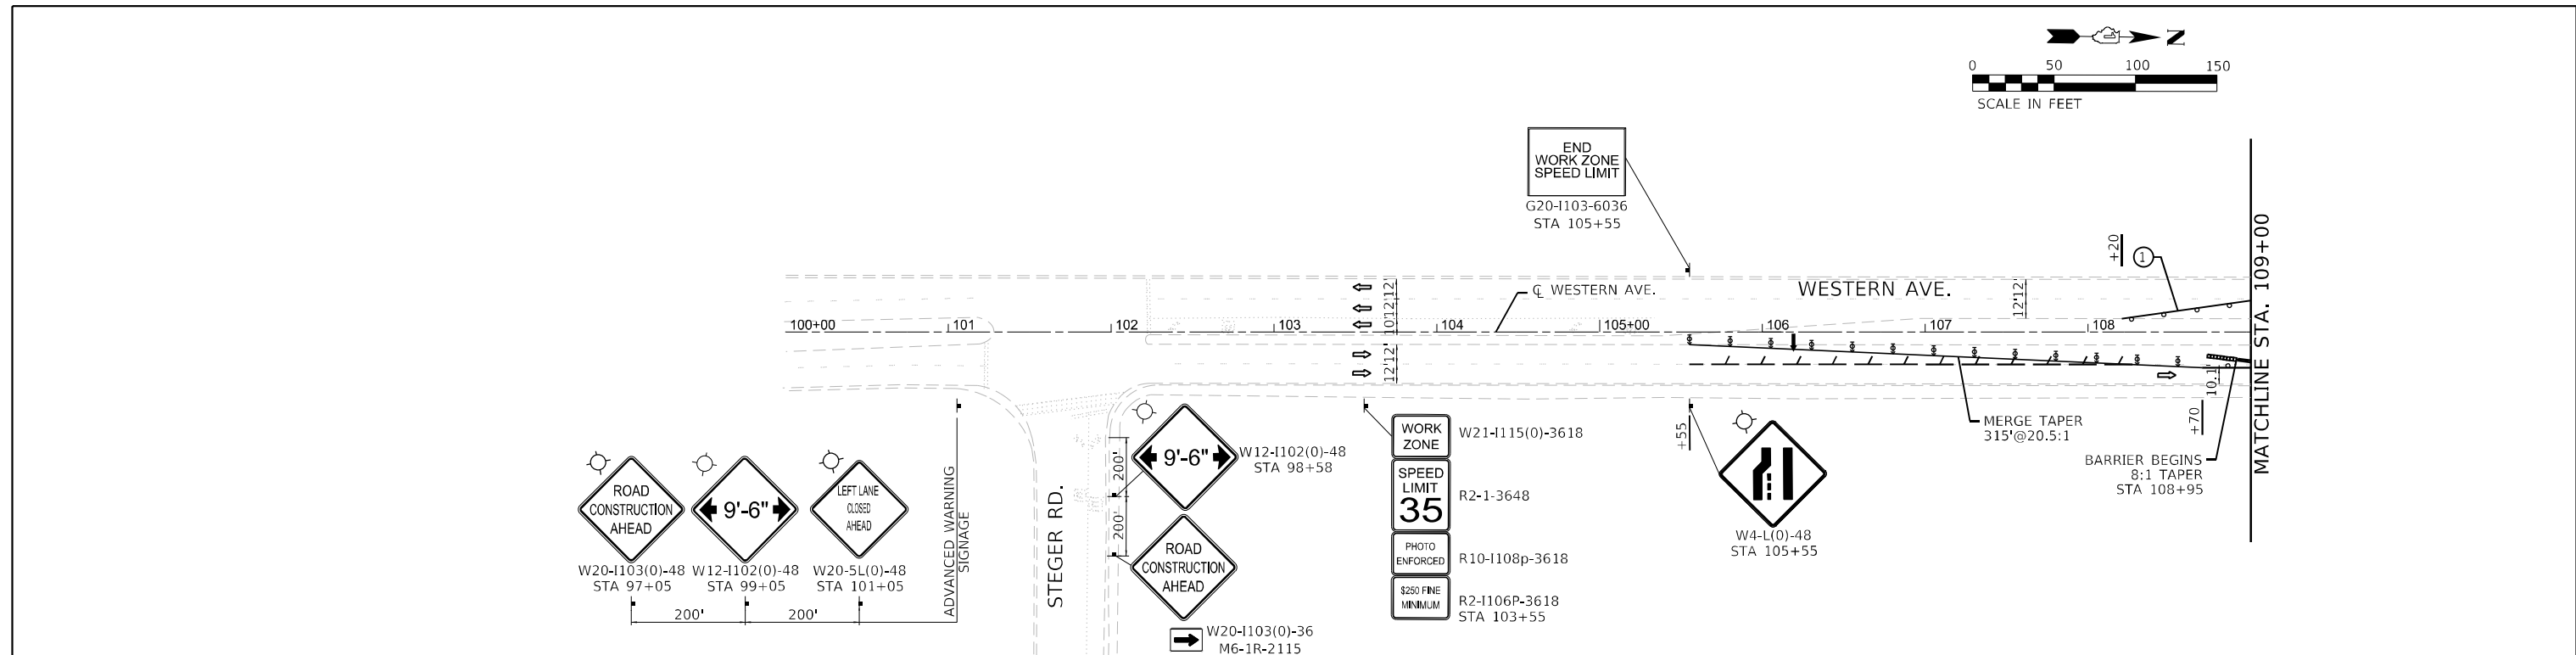 N
0 50 100 150
SCALE IN FEET
END
WORK ZONE
SPEED LIMIT
G20-I103-6036
STA 105+55
+20
1
MATCHLINE STA. 109+00
℄ WESTERN AVE.
WESTERN AVE.
12'
12'
10'
12'
12'
12'
12'
100+00 101 102 103 104 105+00 106 107 108
12'
12'
10.1'
+70
+55
MERGE TAPER
315'@20.5:1
BARRIER BEGINS
8:1 TAPER
STA 108+95
ROAD
CONSTRUCTION
AHEAD
W20-I103(0)-48
STA 97+05
9'-6"
W12-I102(0)-48
STA 99+05
LEFT LANE
CLOSED
AHEAD
W20-5L(0)-48
STA 101+05
200'
200'
ADVANCED WARNING
SIGNAGE
STEGER RD.
200'
200'
9'-6"
W12-I102(0)-48
STA 98+58
ROAD
CONSTRUCTION
AHEAD
W20-I103(0)-36
M6-1R-2115
WORK
ZONE
W21-I115(0)-3618
SPEED
LIMIT
35
R2-1-3648
PHOTO
ENFORCED
R10-I108p-3618
$250 FINE
MINIMUM
R2-I106P-3618
STA 103+55
W4-L(0)-48
STA 105+55